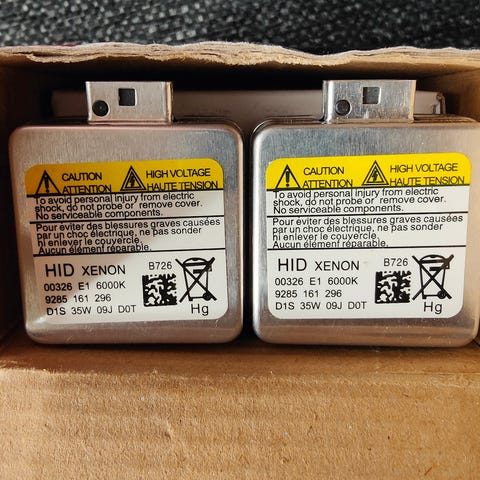 CAUTION
ATTENTION
HIGH VOLTAGE
HAUTE TENSION
To avoid personal injury from electric
shock, do not probe or remove cover.
No serviceable components.
Pour éviter des blessures graves causées
par un choc électrique, ne pas sonder
ni enlever le couvercle.
Aucun élément réparable.
HID XENON
B726
00326 E1 6000K
9285 161 296
D1S 35W 09J D0T
Hg
CAUTION
ATTENTION
HIGH VOLTAGE
HAUTE TENSION
To avoid personal injury from electric
shock, do not probe or remove cover.
No serviceable components.
Pour éviter des blessures graves causées
par un choc électrique, ne pas sonder
ni enlever le couvercle.
Aucun élément réparable.
HID XENON
B726
00326 E1 6000K
9285 161 296
D1S 35W 09J D0T
Hg